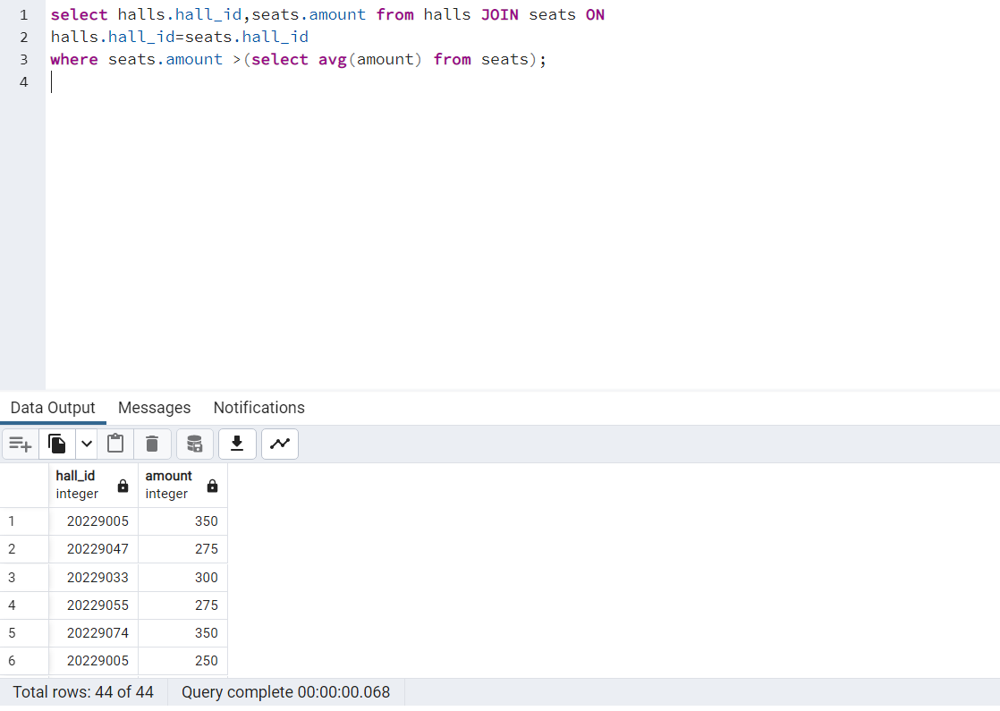 1 select halls.hall_id,seats.amount from halls JOIN seats ON
2 halls.hall_id=seats.hall_id
3 where seats.amount >(select avg(amount) from seats);
4
Data Output Messages Notifications
hall_id amount
integer integer
1 20229005 350
2 20229047 275
3 20229033 300
4 20229055 275
5 20229074 350
6 20229005 250
Total rows: 44 of 44 Query complete 00:00:00.068